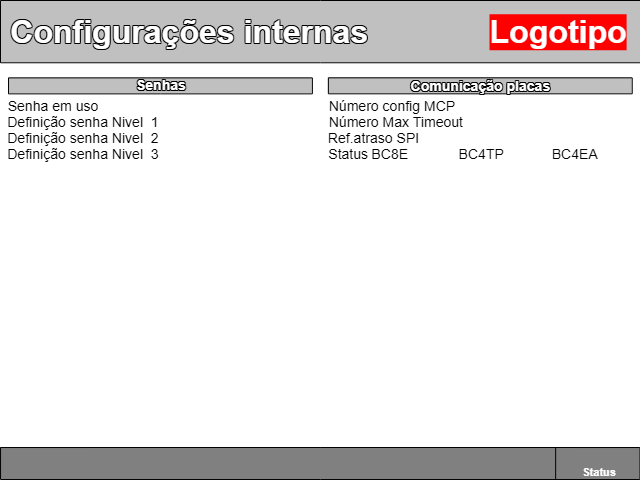 Configurações internas
Logotipo
Senhas
Senha em uso
Definição senha Nivel 1
Definição senha Nivel 2
Definição senha Nivel 3
Comunicação placas
Número config MCP
Número Max Timeout
Ref.atraso SPI
Status BC8E BC4TP BC4EA
Status